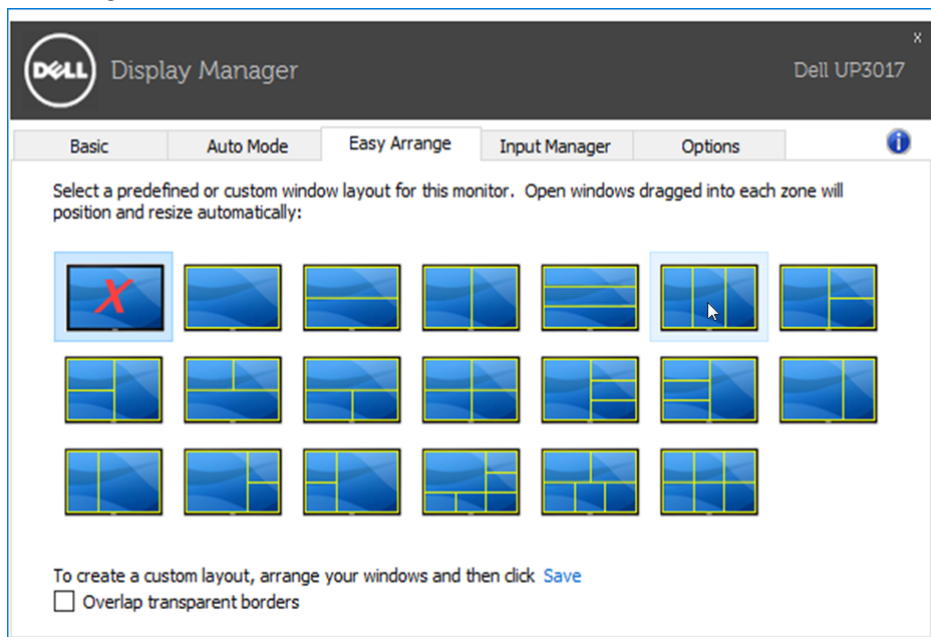 DELL Display Manager
x
Dell UP3017
Basic Auto Mode Easy Arrange Input Manager Options
Select a predefined or custom window layout for this monitor. Open windows dragged into each zone will
position and resize automatically:
X
To create a custom layout, arrange your windows and then click Save
Overlap transparent borders